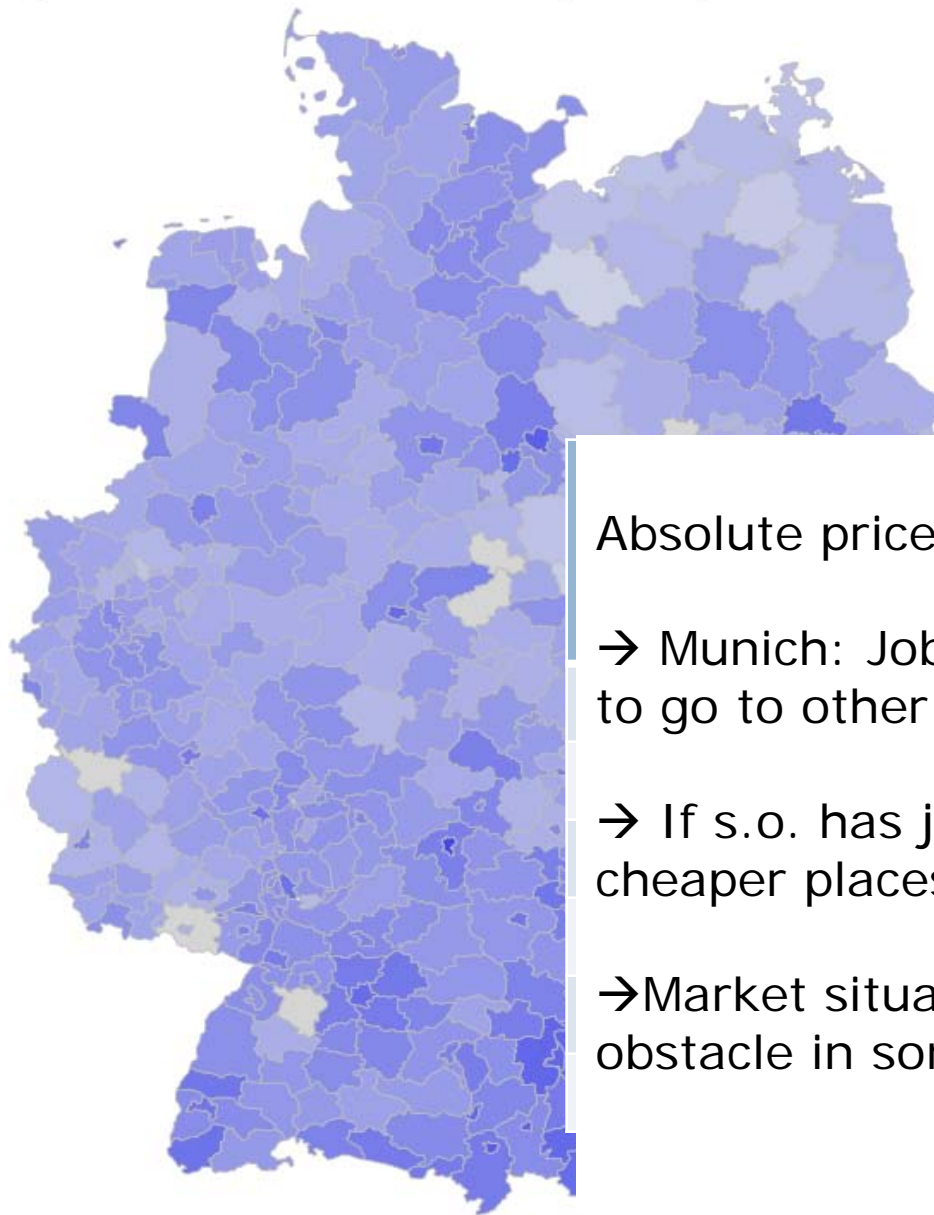 Absolute price
→ Munich: Job
to go to other
→ If s.o. has j
cheaper places
→Market situa
obstacle in sor